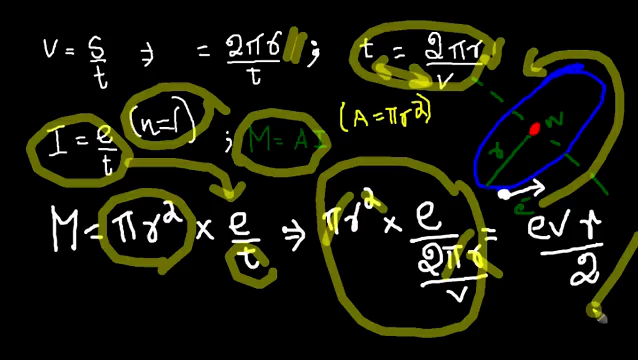 V = S/t ⇒ = 2πr/t ; t = 2πr/v
I = e/t (n=1) ; M = AI (A=πr²)
r N
e⁻
M = πr² × e/t ⇒ πr² × e/(2πr/v) = evr/2